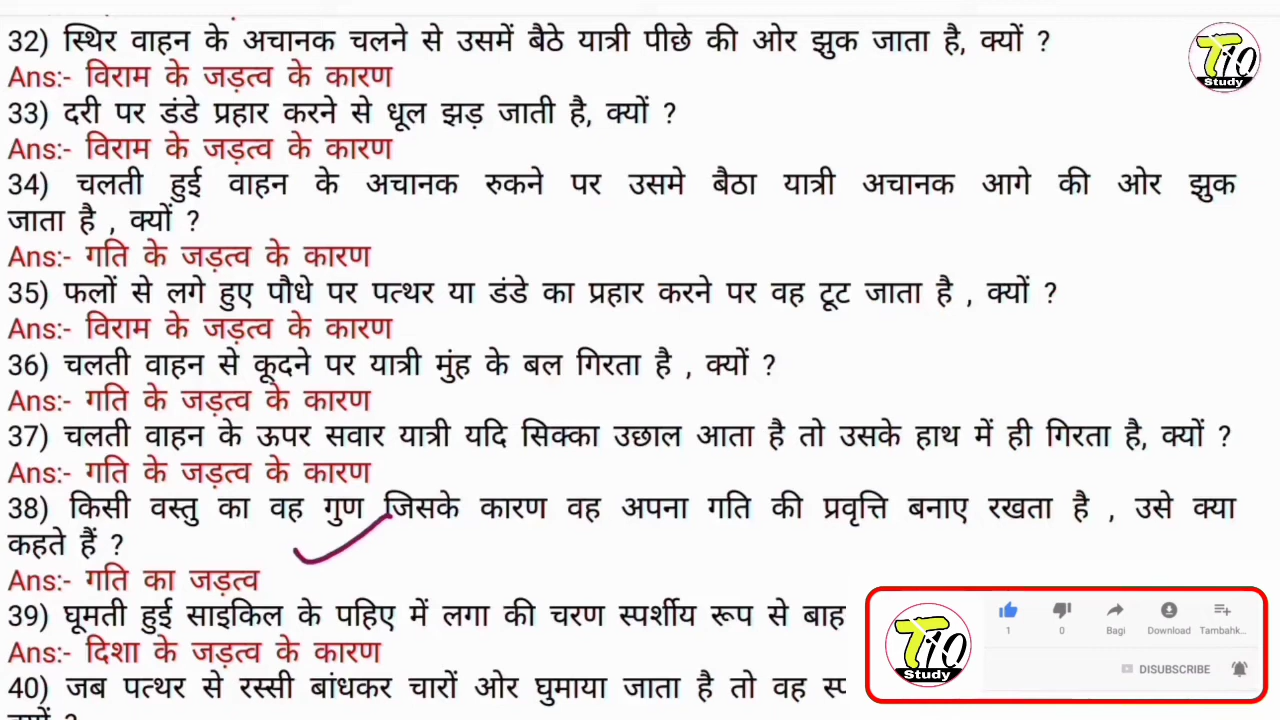 32) स्थिर वाहन के अचानक चलने से उसमें बैठे यात्री पीछे की ओर झुक जाता है, क्यों ?
Ans:- विराम के जड़त्व के कारण
33) दरी पर डंडे प्रहार करने से धूल झड़ जाती है, क्यों ?
Ans:- विराम के जड़त्व के कारण
34) चलती हुई वाहन के अचानक रुकने पर उसमे बैठा यात्री अचानक आगे की ओर झुक
जाता है , क्यों ?
Ans:- गति के जड़त्व के कारण
35) फलों से लगे हुए पौधे पर पत्थर या डंडे का प्रहार करने पर वह टूट जाता है , क्यों ?
Ans:- विराम के जड़त्व के कारण
36) चलती वाहन से कूदने पर यात्री मुंह के बल गिरता है , क्यों ?
Ans:- गति के जड़त्व के कारण
37) चलती वाहन के ऊपर सवार यात्री यदि सिक्का उछाल आता है तो उसके हाथ में ही गिरता है, क्यों ?
Ans:- गति के जड़त्व के कारण
38) किसी वस्तु का वह गुण जिसके कारण वह अपना गति की प्रवृत्ति बनाए रखता है , उसे क्या
कहते हैं ?
Ans:- गति का जड़त्व
39) घूमती हुई साइकिल के पहिए में लगा की चरण स्पर्शीय रूप से बाह
Ans:- दिशा के जड़त्व के कारण
40) जब पत्थर से रस्सी बांधकर चारों ओर घुमाया जाता है तो वह
TIQ
Study
TIQ
Study
1 0 Bagi Download Tambahk...
DISUBSCRIBE